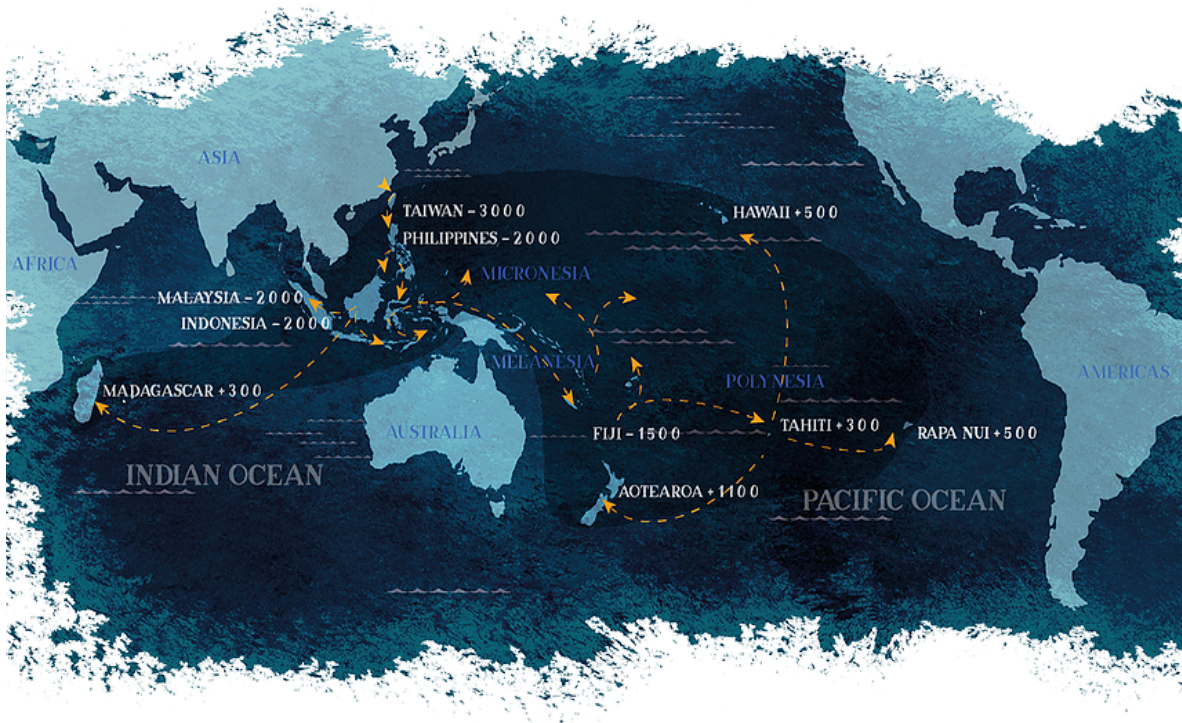 ASIA
TAIWAN – 3000
HAWAII + 500
PHILIPPINES – 2000
AFRICA
MICRONESIA
MALAYSIA – 2000
INDONESIA – 2000
MELANESIA
AMERICAS
POLYNESIA
MADAGASCAR + 300
TAHITI + 300
AUSTRALIA
FIJI – 1500
RAPA NUI + 500
INDIAN OCEAN
AOTEAROA + 1100
PACIFIC OCEAN